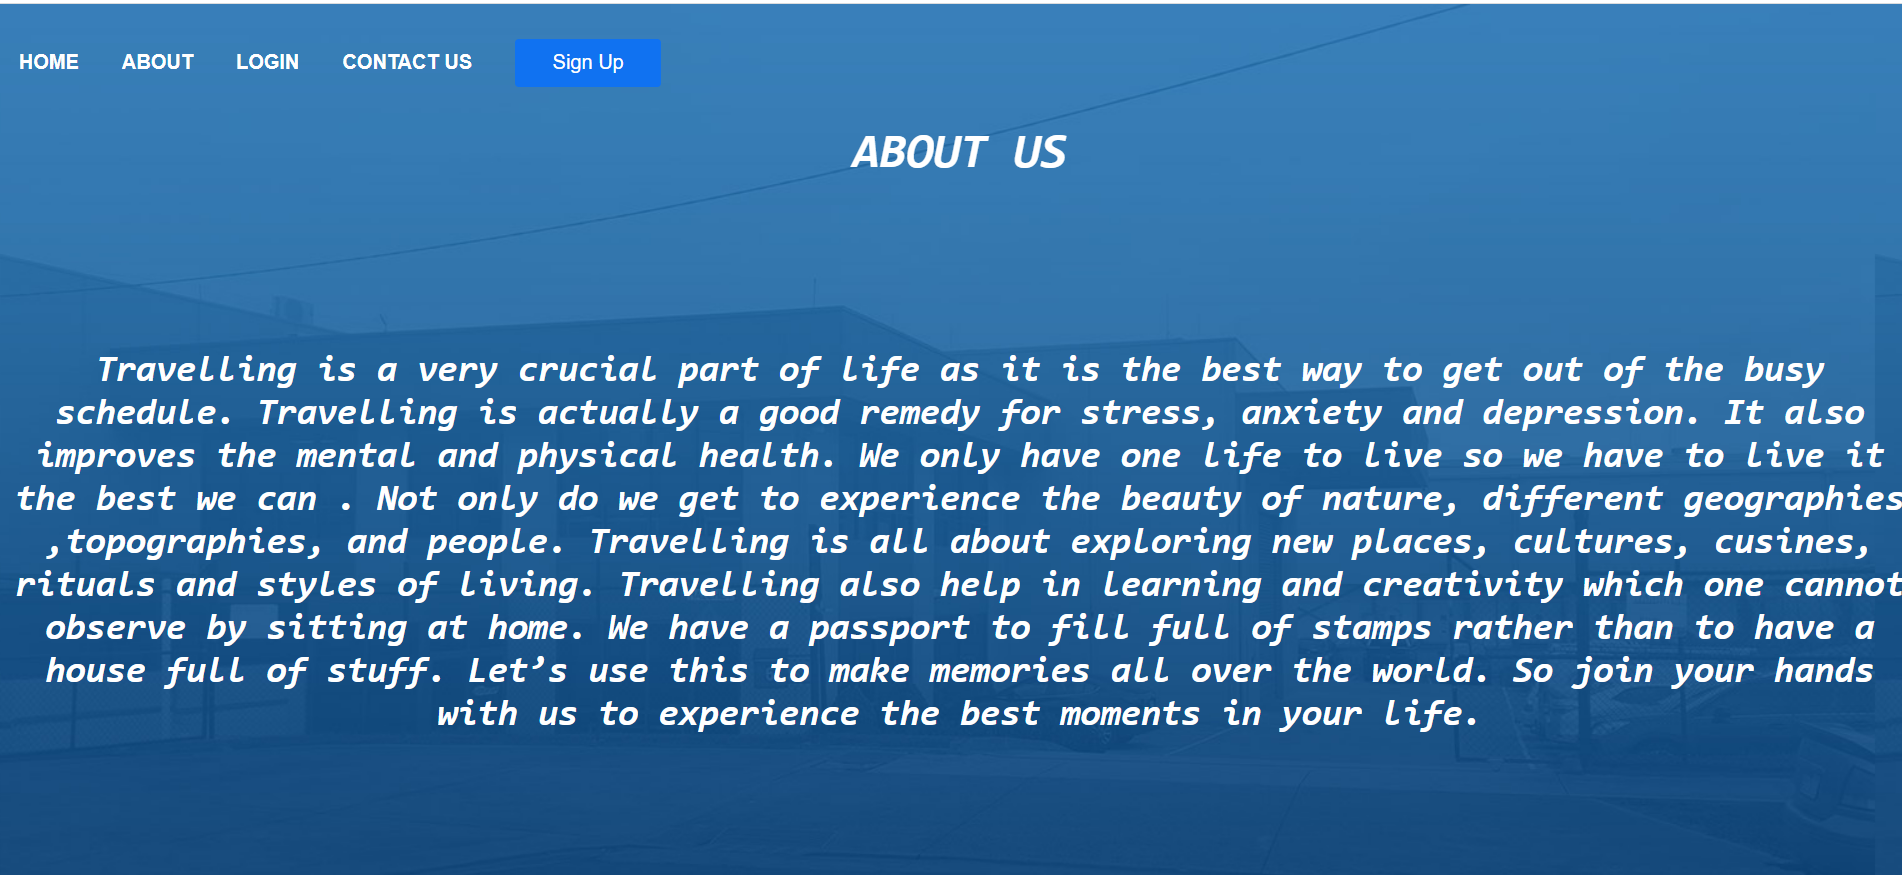 HOME ABOUT LOGIN CONTACT US Sign Up
ABOUT US
Travelling is a very crucial part of life as it is the best way to get out of the busy
schedule. Travelling is actually a good remedy for stress, anxiety and depression. It also
improves the mental and physical health. We only have one life to live so we have to live it
the best we can . Not only do we get to experience the beauty of nature, different geographies
,topographies, and people. Travelling is all about exploring new places, cultures, cusines,
rituals and styles of living. Travelling also help in learning and creativity which one cannot
observe by sitting at home. We have a passport to fill full of stamps rather than to have a
house full of stuff. Let’s use this to make memories all over the world. So join your hands
with us to experience the best moments in your life.